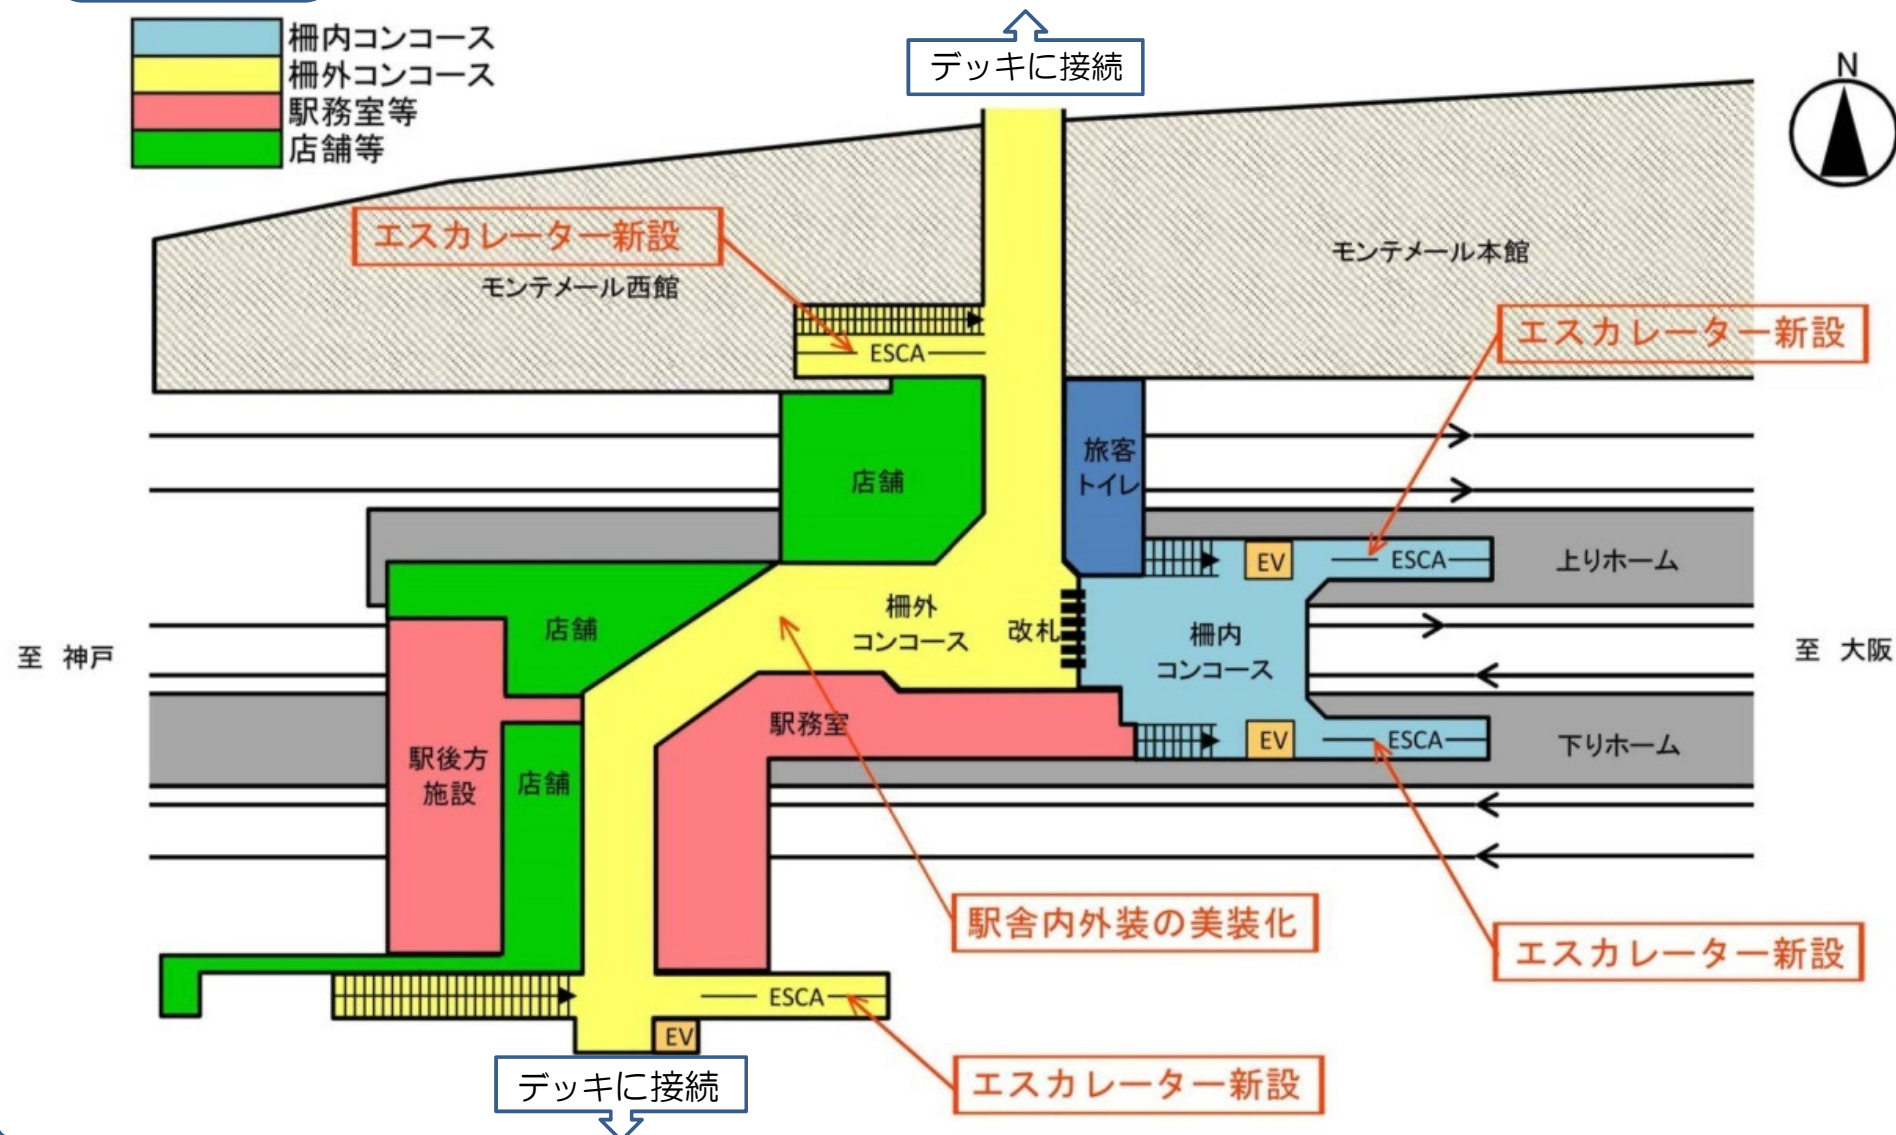 柵内コンコース
柵外コンコース
駅務室等
店舗等
デッキに接続
N
エスカレーター新設
モンテメール西館
モンテメール本館
エスカレーター新設
ESCA
店舗
旅客
トイレ
EV
ESCA
上りホーム
店舗
柵外
コンコース
改札
柵内
コンコース
至 神戸
至 大阪
駅務室
EV
ESCA
下りホーム
駅後方
施設
店舗
駅舎内外装の美装化
エスカレーター新設
ESCA
EV
デッキに接続
エスカレーター新設